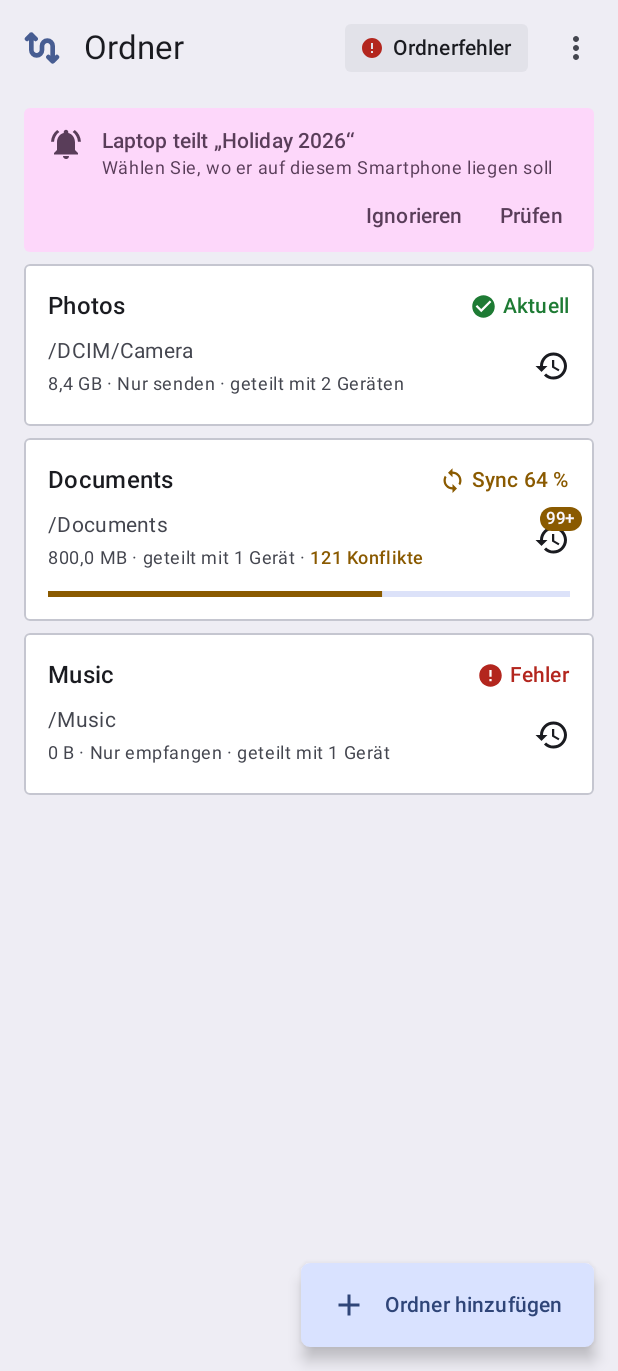 Ordner
Ordnerfehler
Laptop teilt „Holiday 2026“
Wählen Sie, wo er auf diesem Smartphone liegen soll
Ignorieren
Prüfen
Photos
Aktuell
/DCIM/Camera
8,4 GB · Nur senden · geteilt mit 2 Geräten
Documents
Sync 64 %
/Documents
99+
800,0 MB · geteilt mit 1 Gerät · 121 Konflikte
Music
Fehler
/Music
0 B · Nur empfangen · geteilt mit 1 Gerät
Ordner hinzufügen